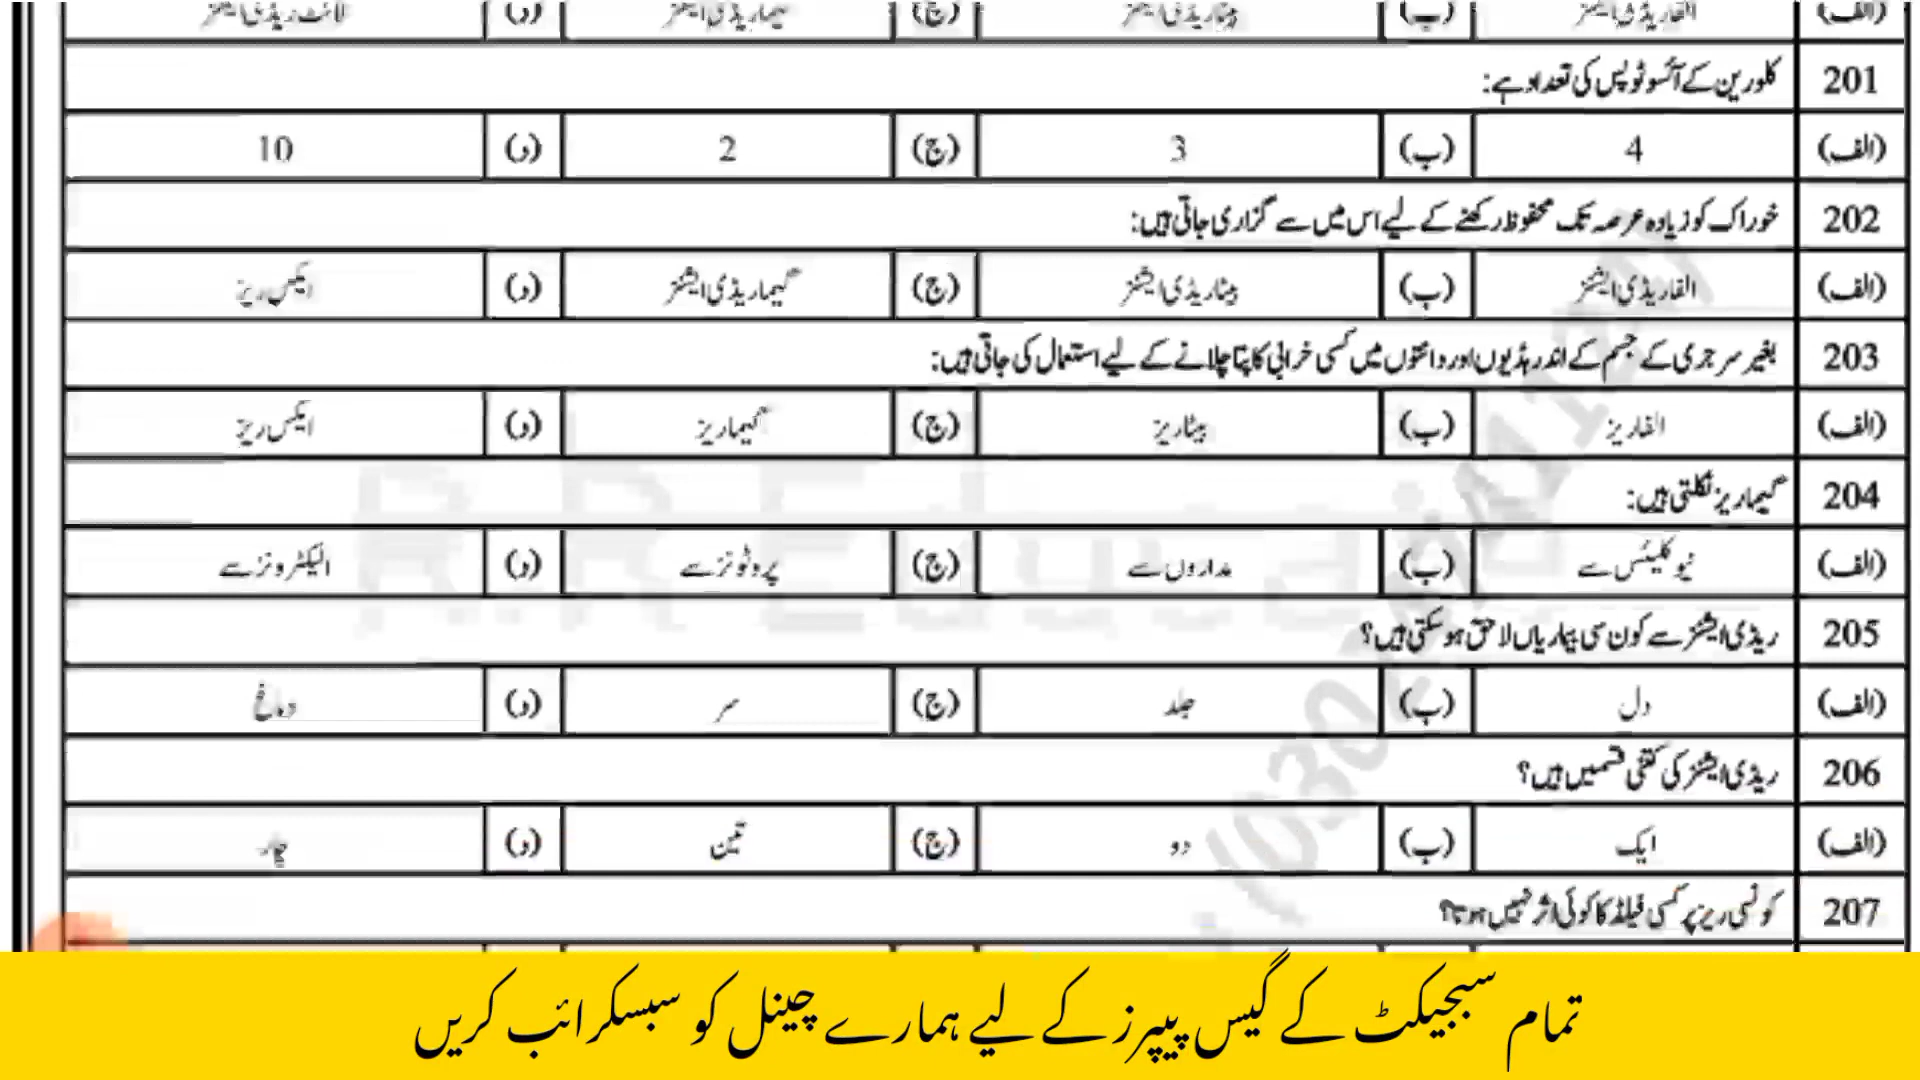 (الف) الفا ریڈی ایشنز (ب) بیٹا ریڈی ایشنز (ج) گیما ریڈی ایشنز (د) لائٹ ریڈی ایشنز
201 کلورین کے آئسوٹوپس کی تعداد ہے:
(الف) 4 (ب) 3 (ج) 2 (د) 10
202 خوراک کو زیادہ عرصہ تک محفوظ رکھنے کے لیے اس میں سے گزاری جاتی ہیں:
(الف) الفا ریڈی ایشنز (ب) بیٹا ریڈی ایشنز (ج) گیما ریڈی ایشنز (د) ایکس ریز
203 بغیر سرجری کے جسم کے اندر ہڈیوں اور دانتوں میں کسی خرابی کا پتا چلانے کے لیے استعمال کی جاتی ہیں:
(الف) الفا ریز (ب) بیٹا ریز (ج) گیما ریز (د) ایکس ریز
204 گیما ریز نکلتی ہیں:
(الف) نیوکلیئس سے (ب) مداروں سے (ج) پروٹونز سے (د) الیکٹرونز سے
205 ریڈی ایشنز سے کون سی بیماریاں لاحق ہو سکتی ہیں؟
(الف) دل (ب) جلد (ج) سر (د) دماغ
206 ریڈی ایشنز کی کتنی قسمیں ہیں؟
(الف) ایک (ب) دو (ج) تین (د) چار
207 کونسی ریز پر کسی فیلڈ کا کوئی اثر نہیں ہوتا؟
تمام سبجیکٹ کے گیس پیپرز کے لیے ہمارے چینل کو سبسکرائب کریں